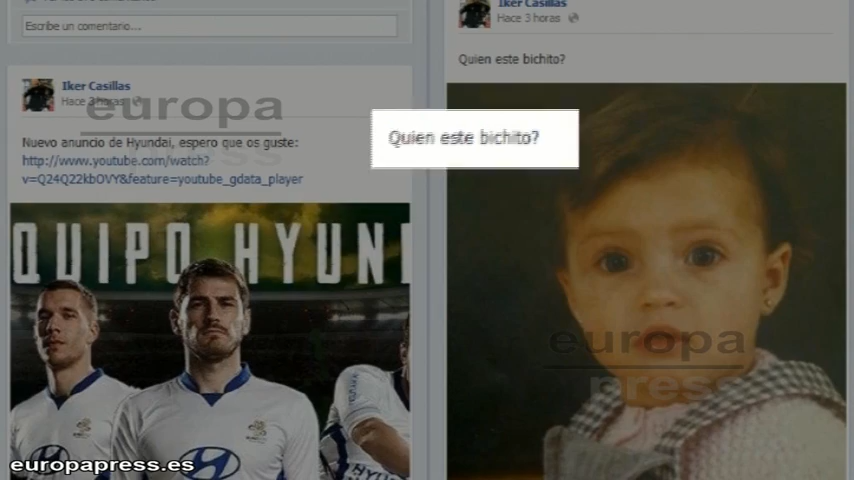 Escribe un comentario...
Iker Casillas
Hace 3 horas
Nuevo anuncio de Hyundai, espero que os guste:
http://www.youtube.com/watch?
v=Q24Q22kbOVY&feature=youtube_gdata_player
QUIPO HYUN
HYUN
europa
press
europapress.es
Iker Casillas
Hace 3 horas
Quien este bichito?
Quien este bichito?
europa
press